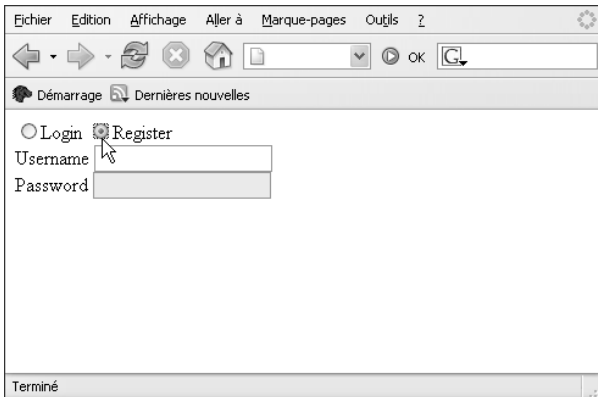 Fichier Edition Affichage Aller à Marque-pages Outils ?
OK G
Démarrage Dernières nouvelles
Login Register
Username
Password
Terminé